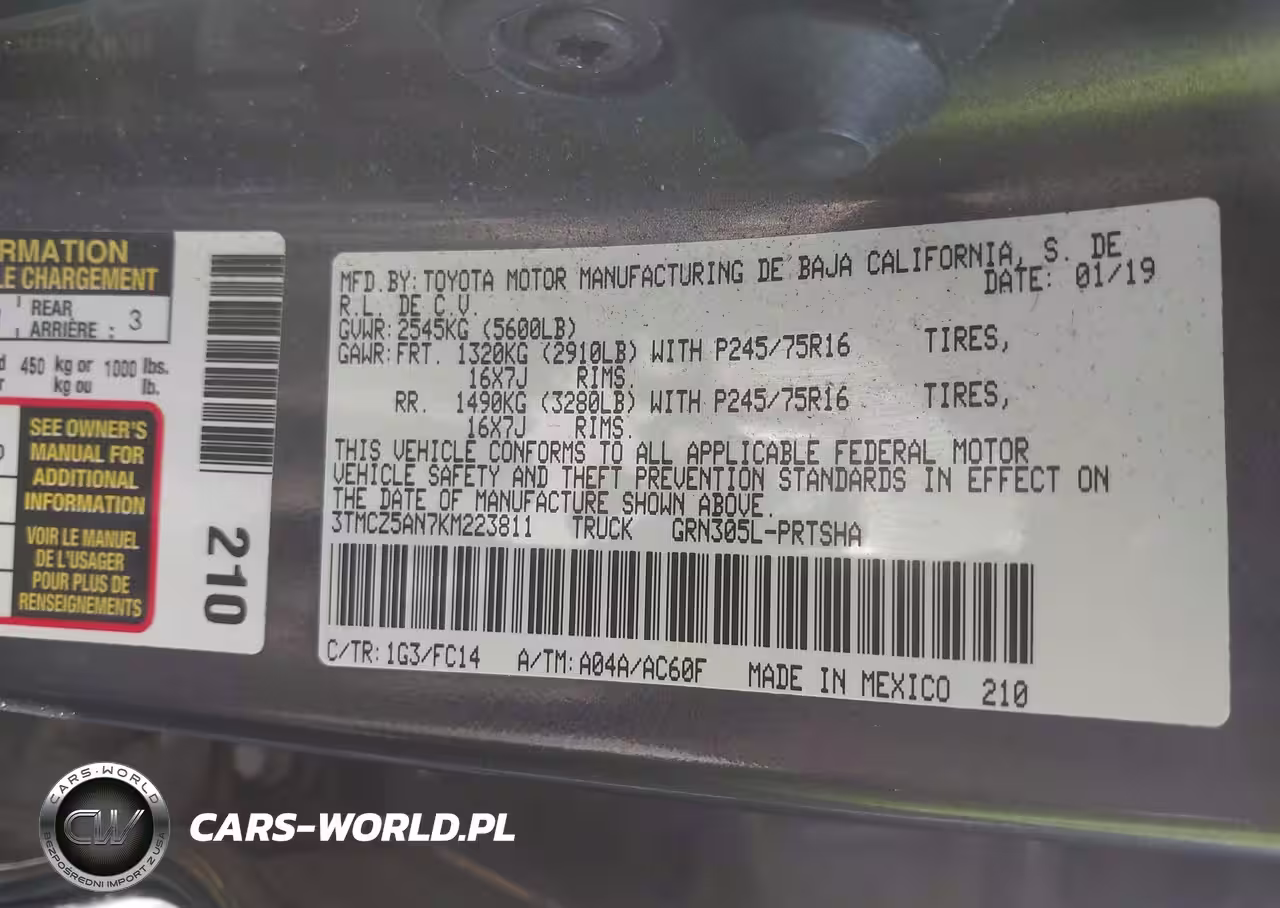 RMATION
LE CHARGEMENT
REAR
ARRIÈRE : 3
450 kg or 1000 lbs.
kg ou lb.
SEE OWNER'S
MANUAL FOR
ADDITIONAL
INFORMATION
VOIR LE MANUEL
DE L'USAGER
POUR PLUS DE
RENSEIGNEMENTS
210
MFD. BY: TOYOTA MOTOR MANUFACTURING DE BAJA CALIFORNIA, S. DE
R.L. DE C.V. DATE: 01/19
GVWR: 2545KG (5600LB)
GAWR: FRT. 1320KG (2910LB) WITH P245/75R16 TIRES,
16X7J RIMS.
RR. 1490KG (3280LB) WITH P245/75R16 TIRES,
16X7J RIMS.
THIS VEHICLE CONFORMS TO ALL APPLICABLE FEDERAL MOTOR
VEHICLE SAFETY AND THEFT PREVENTION STANDARDS IN EFFECT ON
THE DATE OF MANUFACTURE SHOWN ABOVE.
3TMCZ5AN7KM223811 TRUCK GRN305L-PRTSHA
C/TR: 1G3/FC14 A/TM: A04A/AC60F MADE IN MEXICO 210
CARS-WORLD
CW
BEZPOŚREDNI IMPORT Z USA
CARS-WORLD.PL